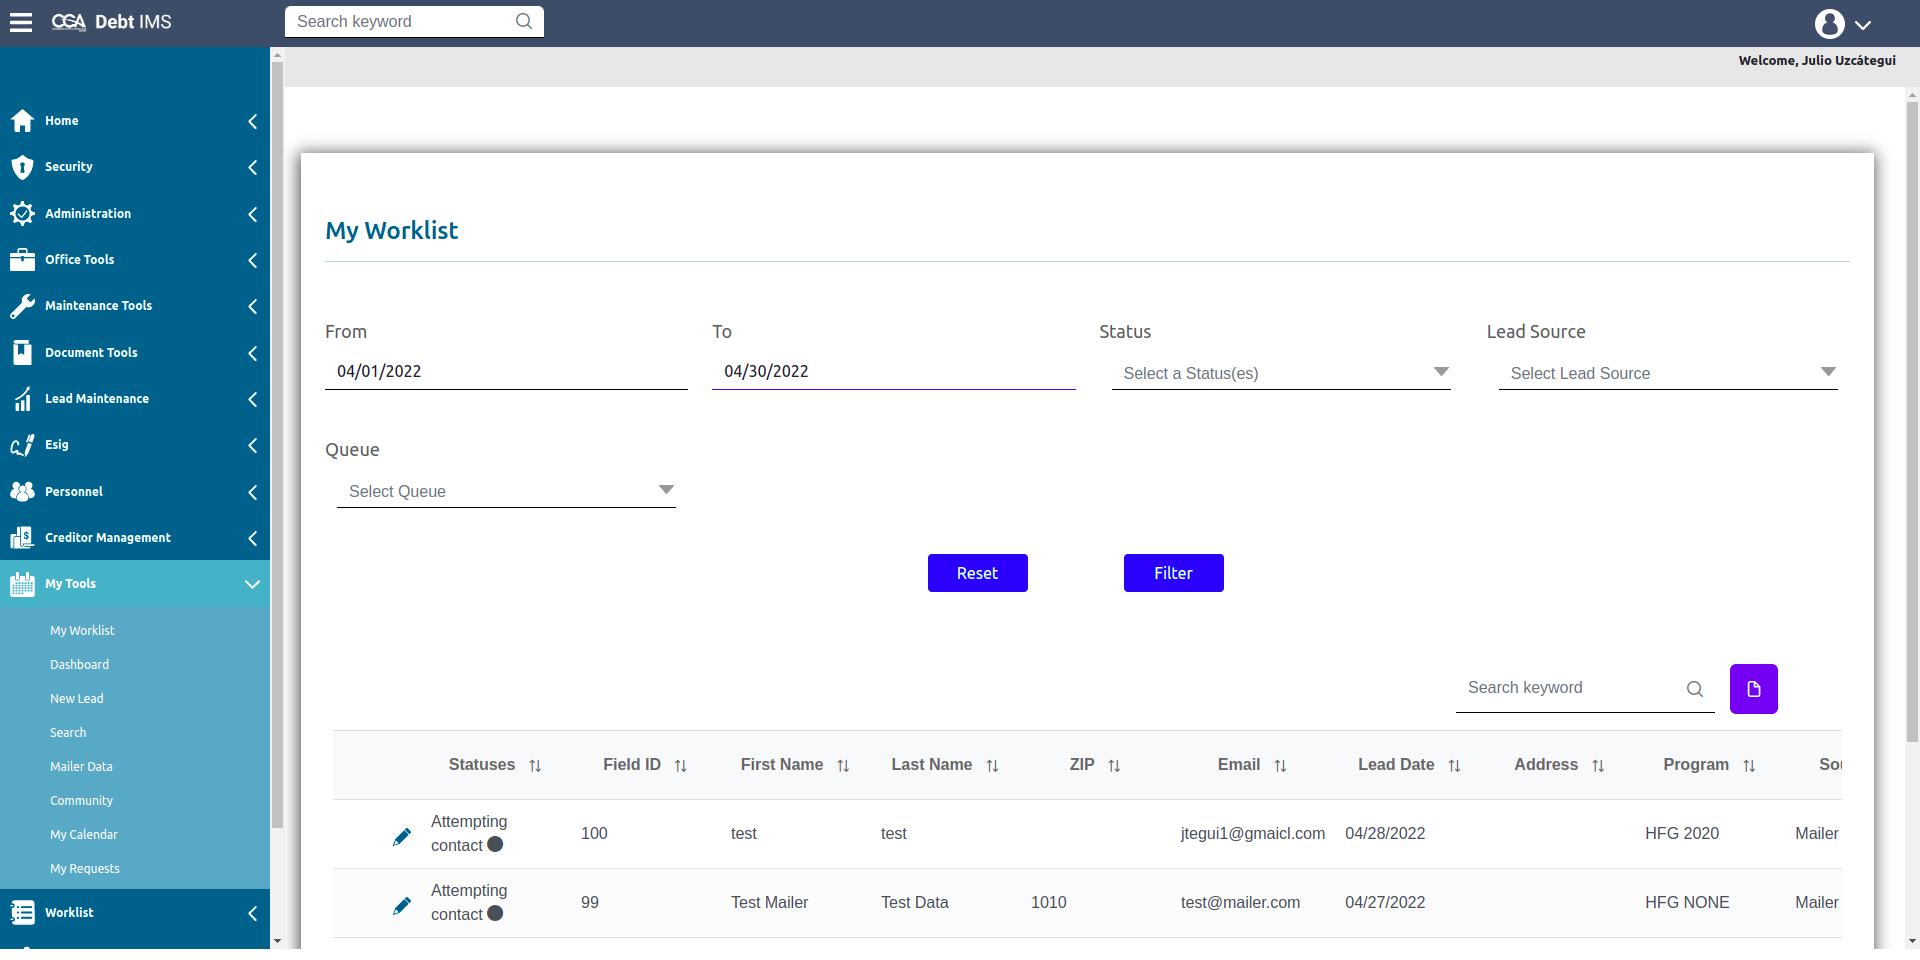 CGA Debt IMS
Search keyword
Welcome, Julio Uzcátegui
Home
Security
Administration
Office Tools
Maintenance Tools
Document Tools
Lead Maintenance
Esig
Personnel
Creditor Management
My Tools
My Worklist
Dashboard
New Lead
Search
Mailer Data
Community
My Calendar
My Requests
Worklist
My Worklist
From To Status Lead Source
04/01/2022 04/30/2022 Select a Status(es) Select Lead Source
Queue
Select Queue
Reset Filter
Search keyword
Statuses Field ID First Name Last Name ZIP Email Lead Date Address Program Sou
Attempting contact 100 test test jtegui1@gmaicl.com 04/28/2022 HFG 2020 Mailer
Attempting contact 99 Test Mailer Test Data 1010 test@mailer.com 04/27/2022 HFG NONE Mailer